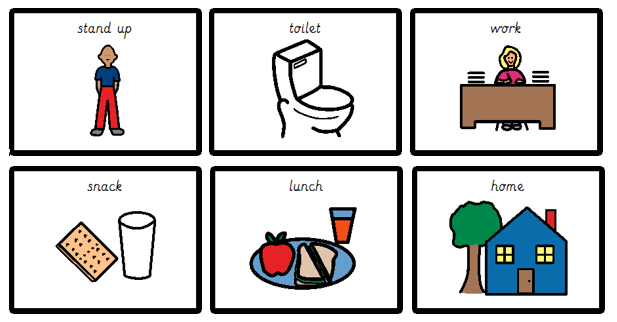 stand up
toilet
work
snack
lunch
home